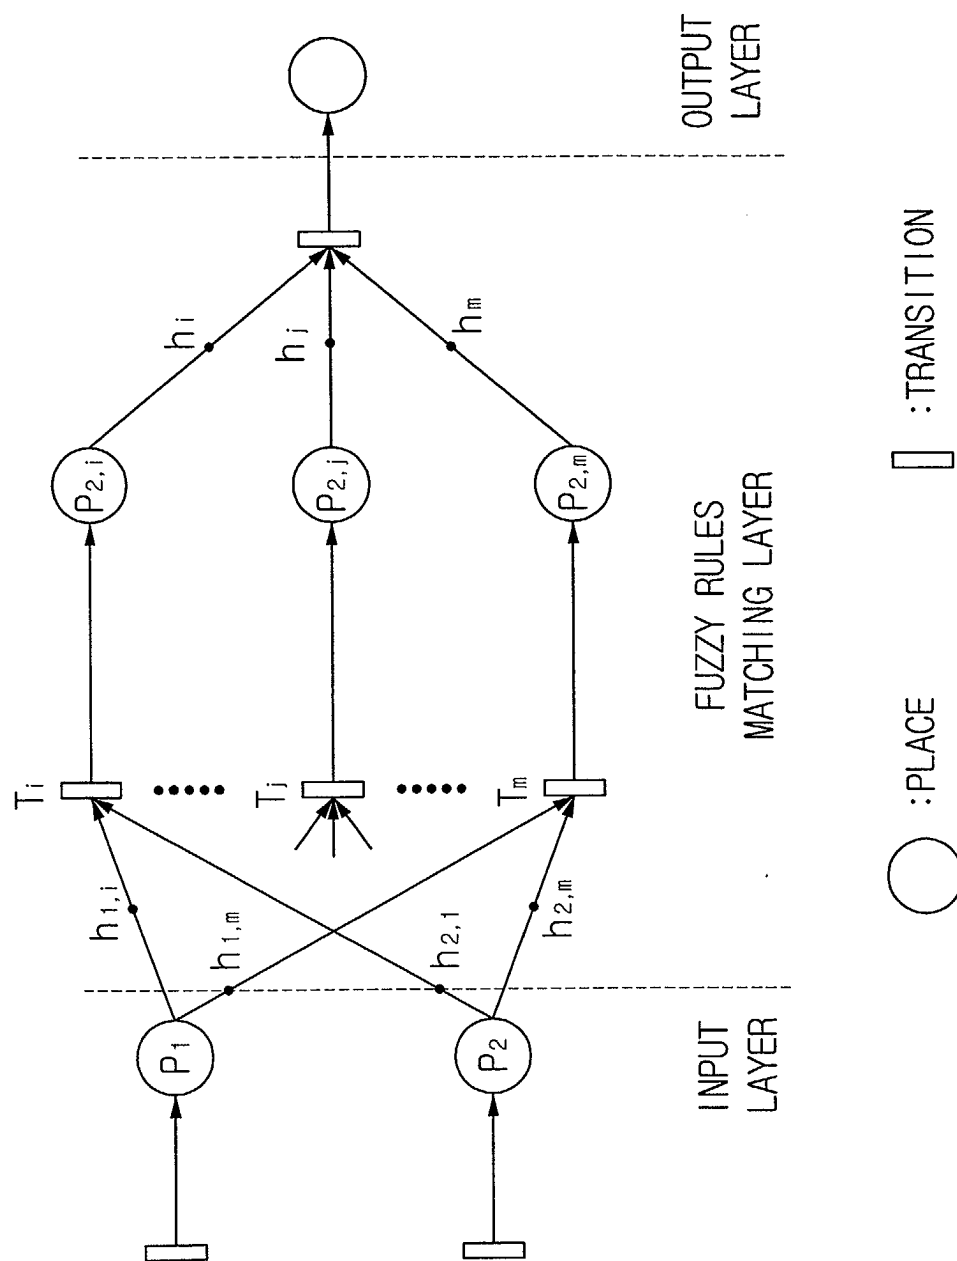 Ti
Tj
Tm
h1,i
h1,m
h2,1
h2,m
P1
P2
P2,i
P2,j
P2,m
hi
hj
hm
INPUT
LAYER
FUZZY RULES
MATCHING LAYER
OUTPUT
LAYER
:PLACE
:TRANSITION